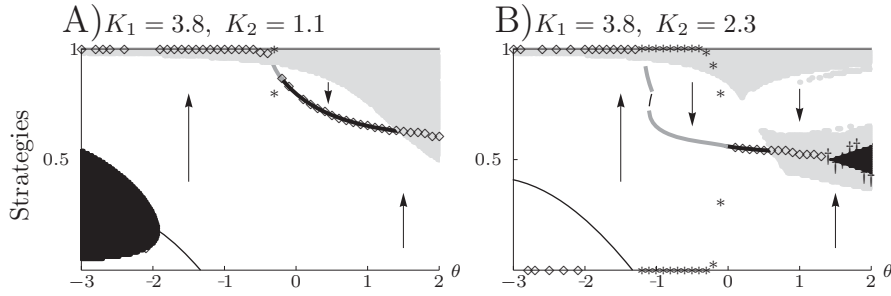 A) K₁ = 3.8, K₂ = 1.1
B) K₁ = 3.8, K₂ = 2.3
Strategies
1
0.5
−3 −2 −1 0 1 2 θ
1
0.5
−3 −2 −1 0 1 2 θ